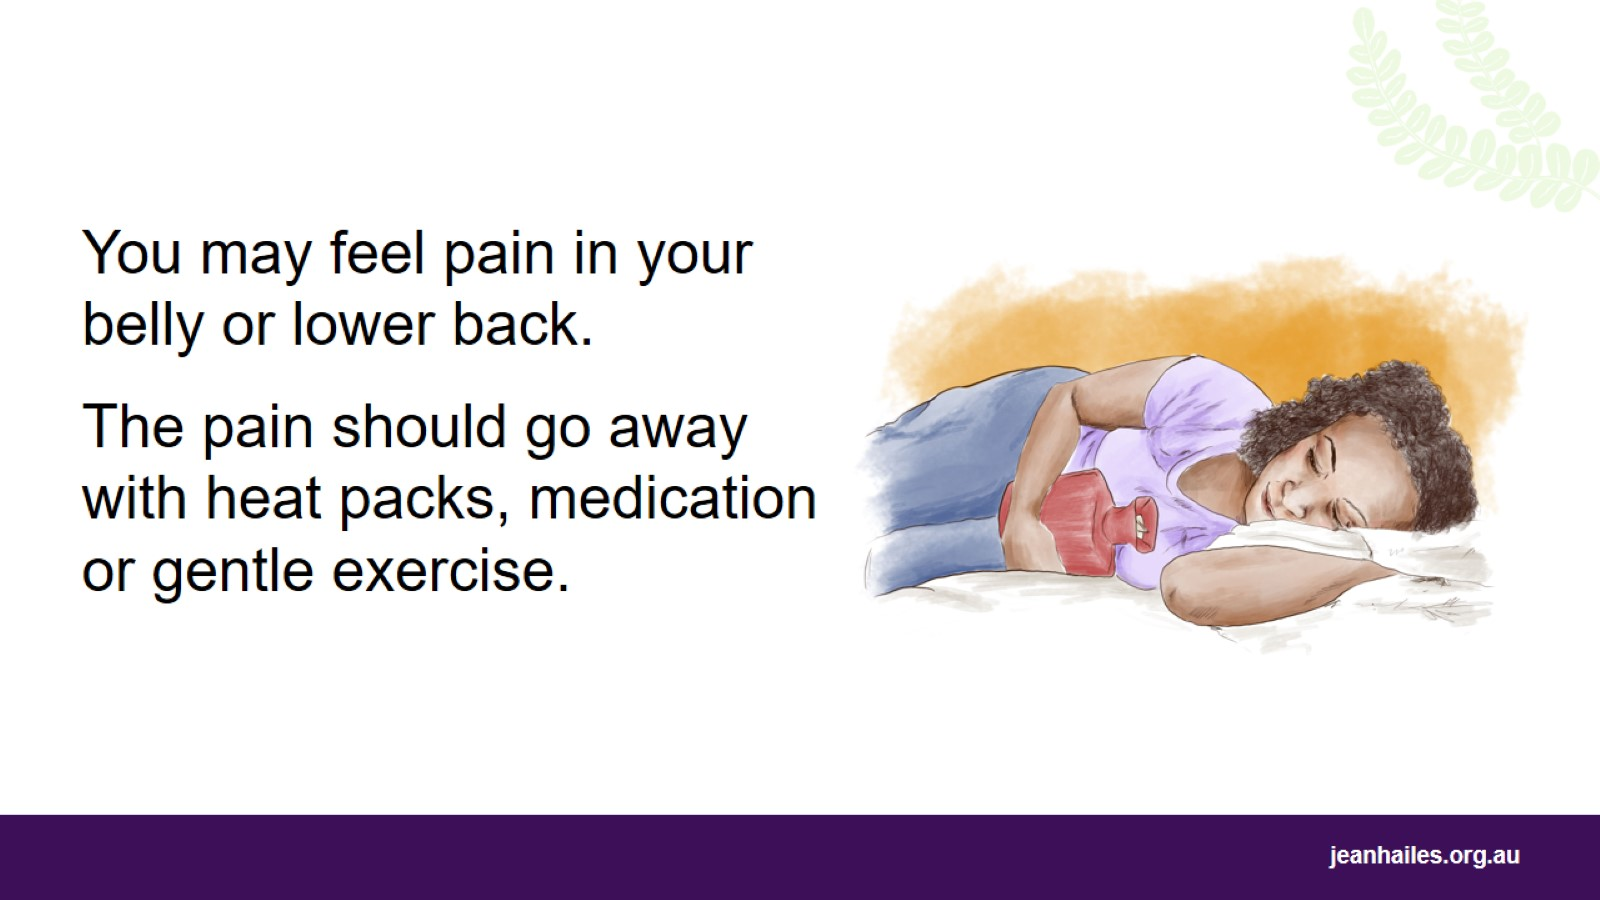 You may feel pain in your
belly or lower back.
The pain should go away
with heat packs, medication
or gentle exercise.
jeanhailes.org.au